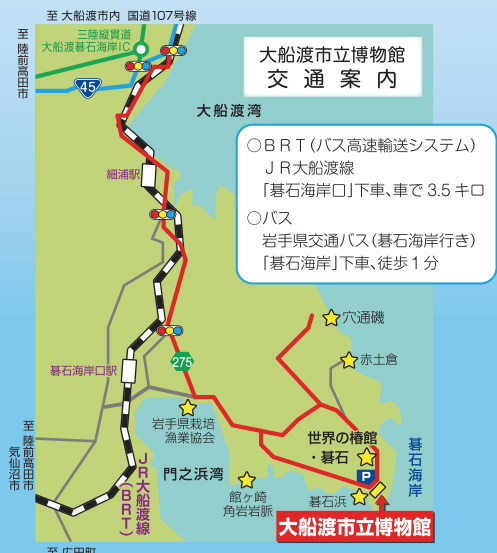 至 大船渡市内 国道107号線
至 陸前高田市
三陸縦貫道
大船渡碁石海岸IC
45
大船渡市立博物館
交通案内
大船渡湾
○BRT(バス高速輸送システム)
JR大船渡線
「碁石海岸口」下車、車で 3.5 キロ
○バス
岩手県交通バス(碁石海岸行き)
「碁石海岸」下車、徒歩 1 分
細浦駅
穴通磯
275
赤土倉
碁石海岸口駅
岩手県栽培
漁業協会
世界の椿館
・碁石
P
碁石海岸
至 陸前高田市
気仙沼市
JR大船渡線
(BRT)
門之浜湾
館ヶ崎
角岩岩脈
碁石浜
大船渡市立博物館
至 広田町